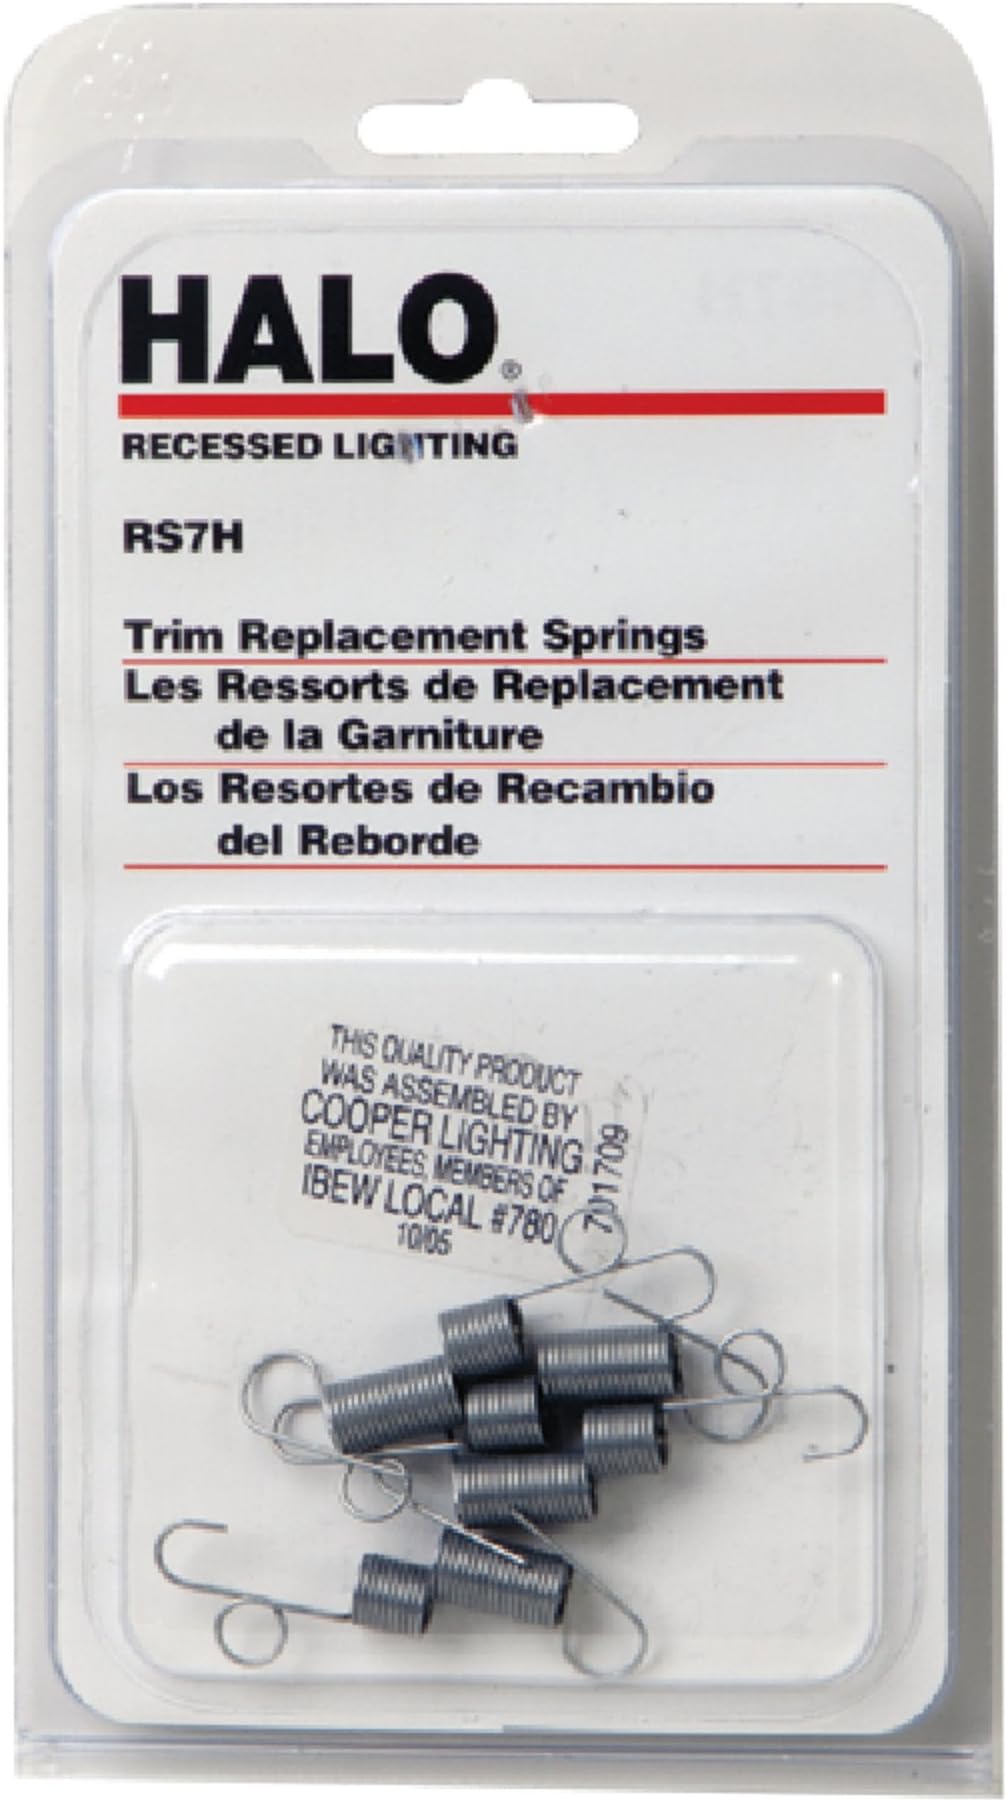 HALO®
RECESSED LIGHTING
RS7H
Trim Replacement Springs
Les Ressorts de Replacement
de la Garniture
Los Resortes de Recambio
del Reborde
THIS QUALITY PRODUCT
WAS ASSEMBLED BY
COOPER LIGHTING
EMPLOYEES, MEMBERS OF
IBEW LOCAL #780
10/05
701709